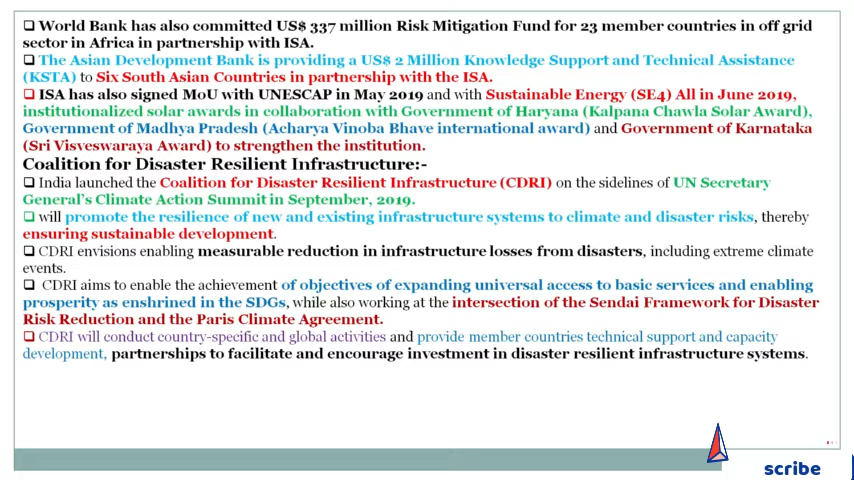 ❑ World Bank has also committed US$ 337 million Risk Mitigation Fund for 23 member countries in off grid
sector in Africa in partnership with ISA.
❑ The Asian Development Bank is providing a US$ 2 Million Knowledge Support and Technical Assistance
(KSTA) to Six South Asian Countries in partnership with the ISA.
❑ ISA has also signed MoU with UNESCAP in May 2019 and with Sustainable Energy (SE4) All in June 2019,
institutionalized solar awards in collaboration with Government of Haryana (Kalpana Chawla Solar Award),
Government of Madhya Pradesh (Acharya Vinoba Bhave international award) and Government of Karnataka
(Sri Visveswaraya Award) to strengthen the institution.
Coalition for Disaster Resilient Infrastructure:-
❑ India launched the Coalition for Disaster Resilient Infrastructure (CDRI) on the sidelines of UN Secretary
General's Climate Action Summit in September, 2019.
❑ will promote the resilience of new and existing infrastructure systems to climate and disaster risks, thereby
ensuring sustainable development.
❑ CDRI envisions enabling measurable reduction in infrastructure losses from disasters, including extreme climate
events.
❑ CDRI aims to enable the achievement of objectives of expanding universal access to basic services and enabling
prosperity as enshrined in the SDGs, while also working at the intersection of the Sendai Framework for Disaster
Risk Reduction and the Paris Climate Agreement.
❑ CDRI will conduct country-specific and global activities and provide member countries technical support and capacity
development, partnerships to facilitate and encourage investment in disaster resilient infrastructure systems.
scribe